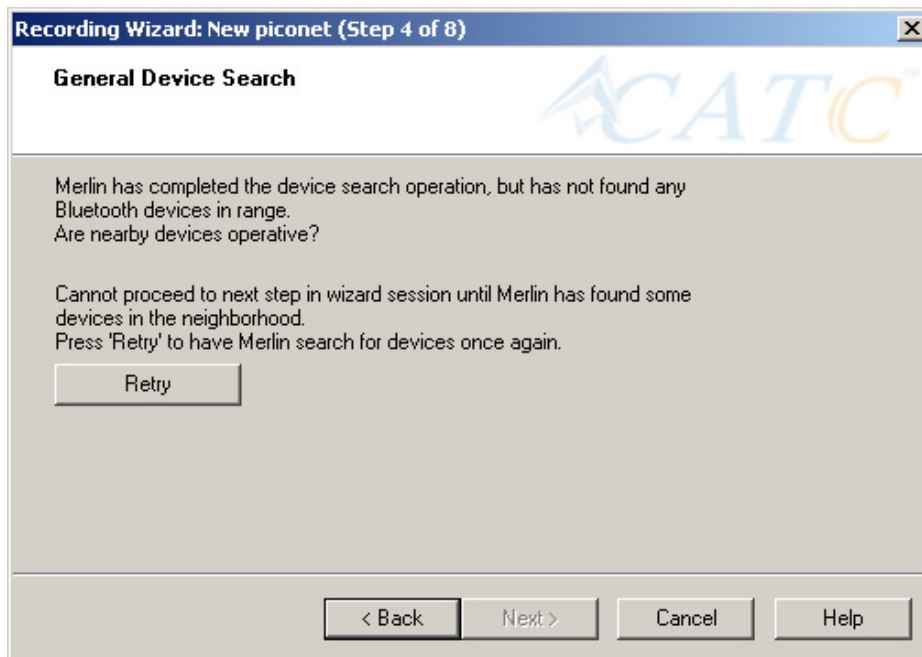 Recording Wizard: New piconet (Step 4 of 8)
General Device Search
CATC
Merlin has completed the device search operation, but has not found any
Bluetooth devices in range.
Are nearby devices operative?
Cannot proceed to next step in wizard session until Merlin has found some
devices in the neighborhood.
Press 'Retry' to have Merlin search for devices once again.
Retry
< Back Next > Cancel Help